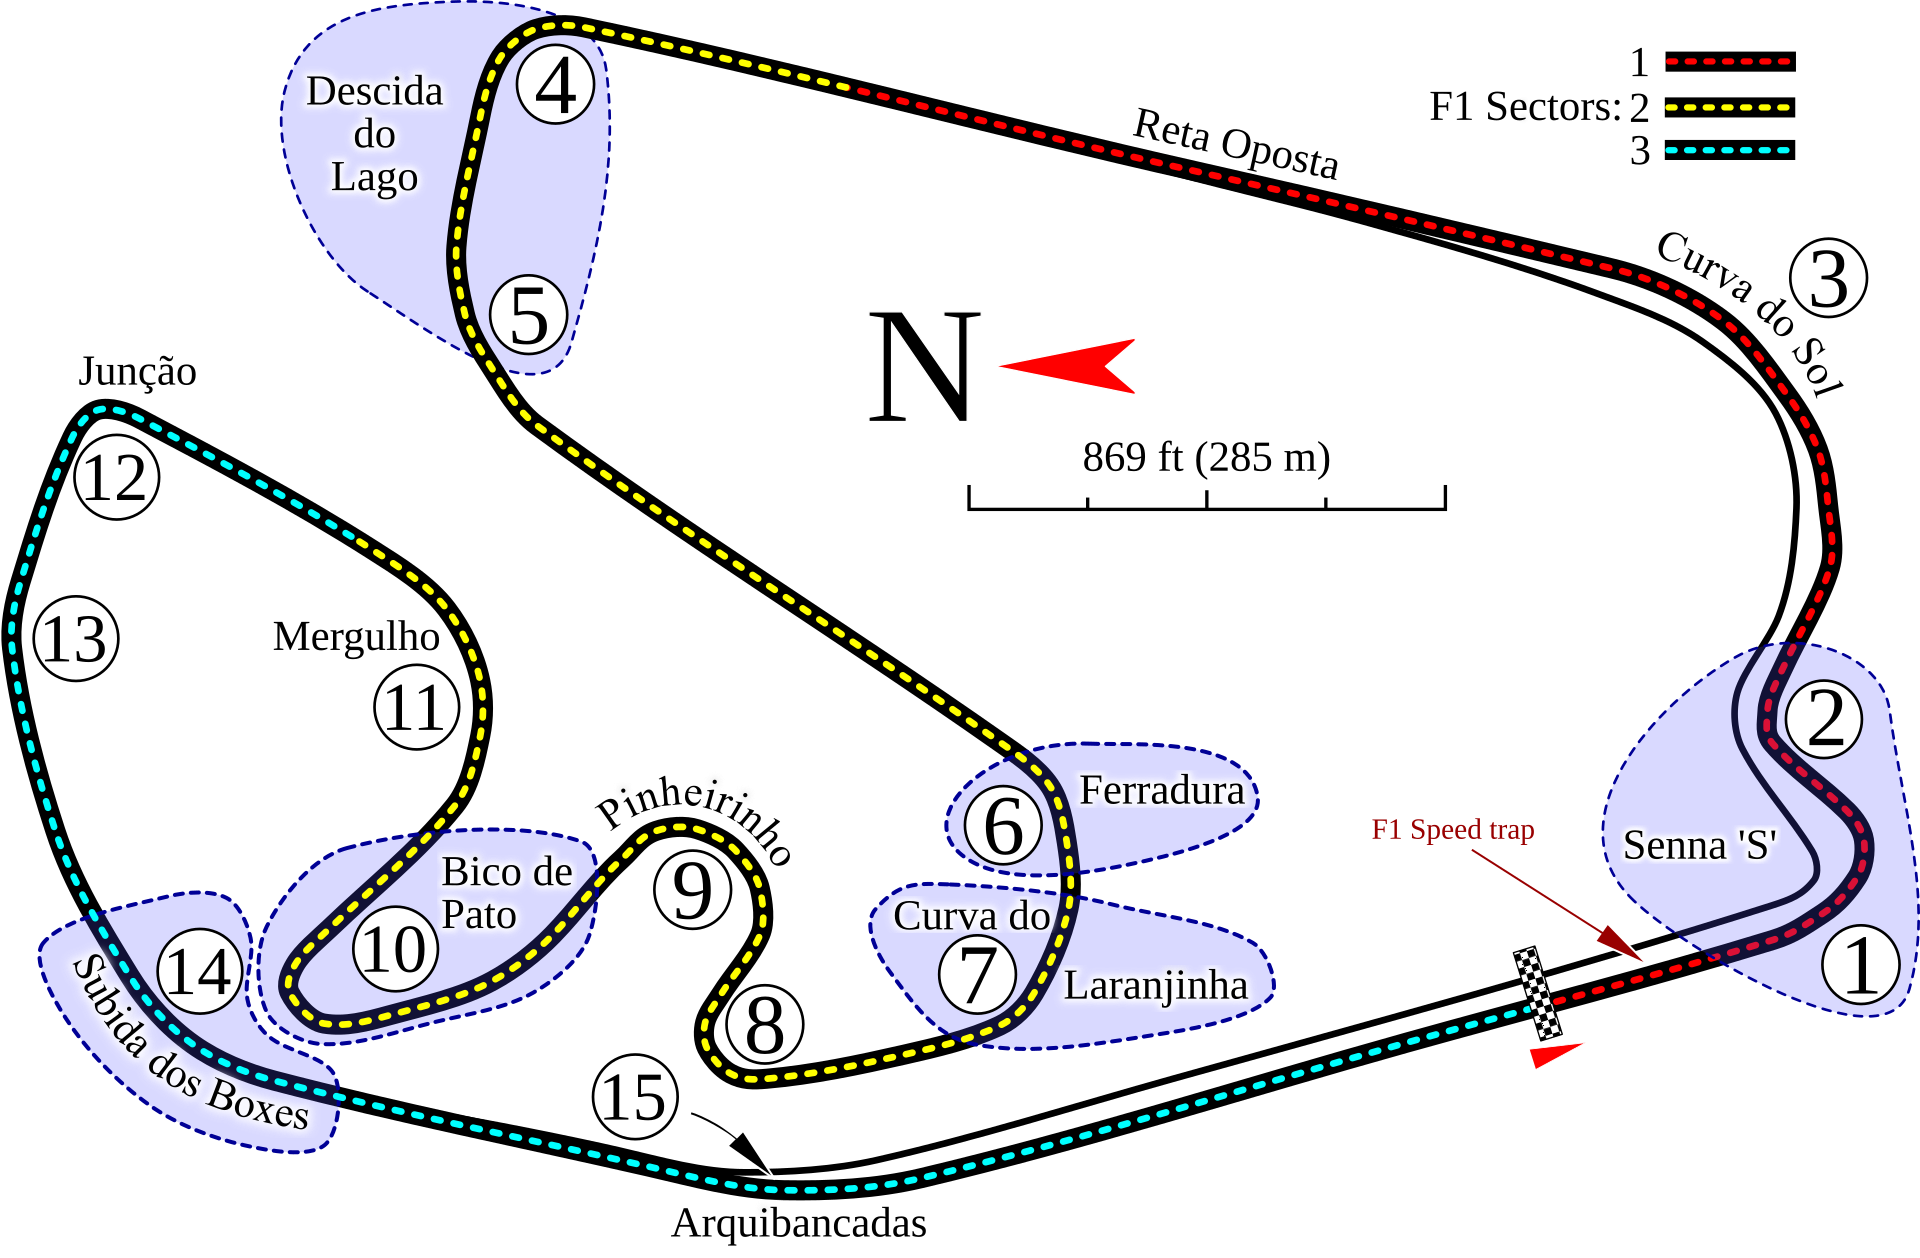 Descida
do
Lago
4
5
Reta Oposta
F1 Sectors:
1
2
3
Curva do Sol
3
N
869 ft (285 m)
Junção
12
13
Mergulho
11
Pinheirinho
9
Bico de
Pato
10
14
Subida dos Boxes
8
15
Arquibancadas
6
Ferradura
Curva do
7
Laranjinha
F1 Speed trap
Senna 'S'
2
1